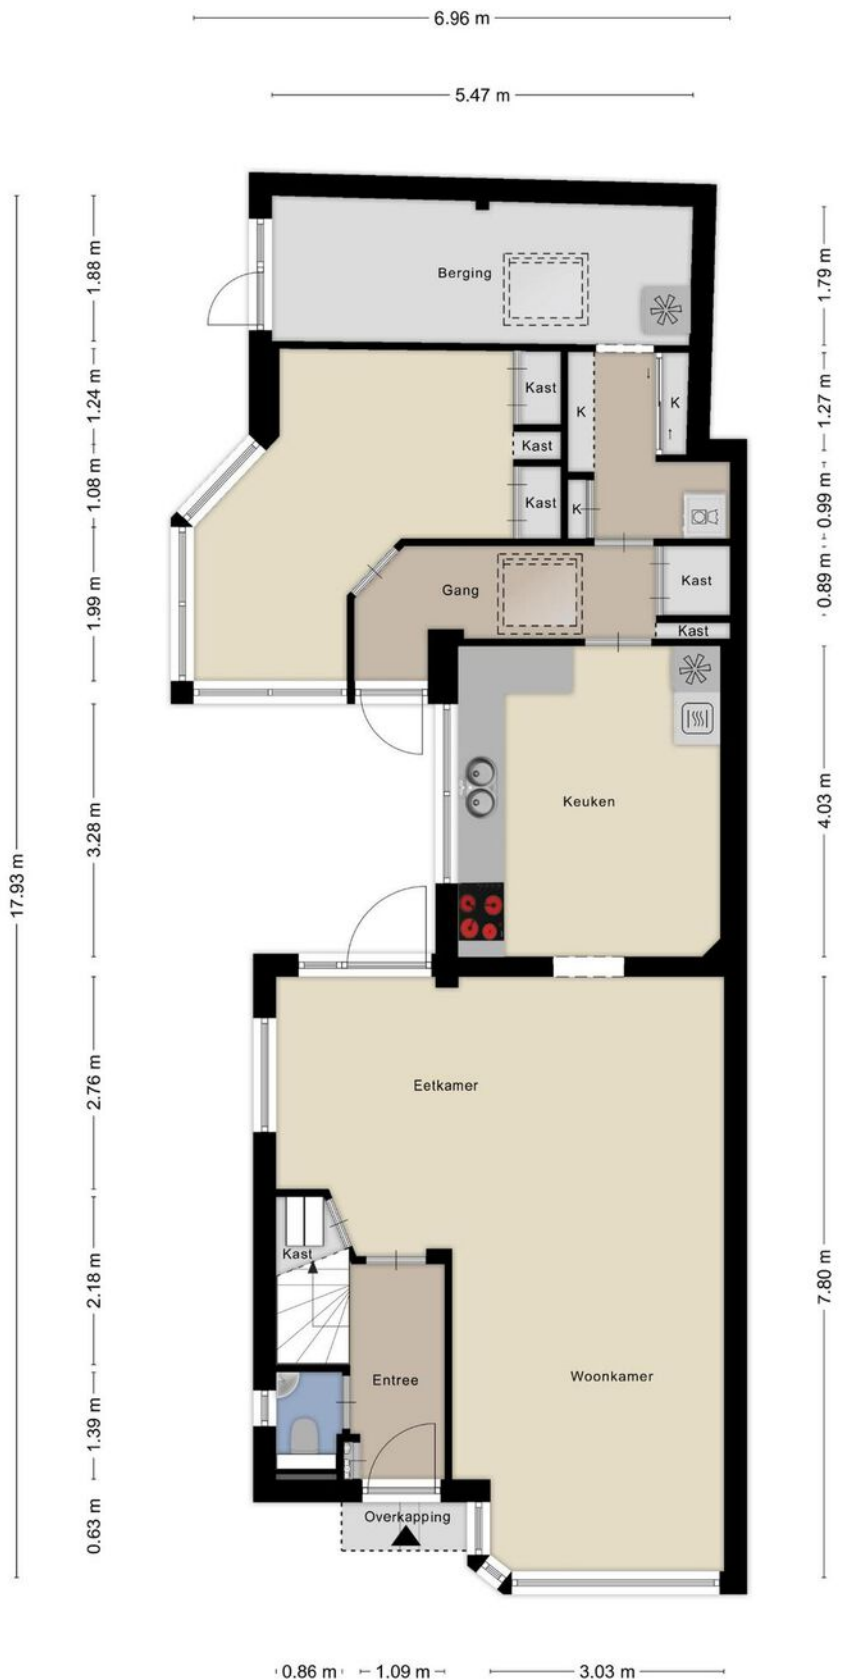 6.96 m
5.47 m
1.88 m
1.79 m
Berging
1.24 m
1.27 m
Kast
K
K
Kast
1.08 m
0.99 m
Kast
K
17.93 m
1.99 m
0.89 m
Gang
Kast
Kast
3.28 m
4.03 m
Keuken
2.76 m
Eetkamer
Kast
2.18 m
7.80 m
Entree
Woonkamer
1.39 m
0.63 m
Overkapping
0.86 m
1.09 m
3.03 m